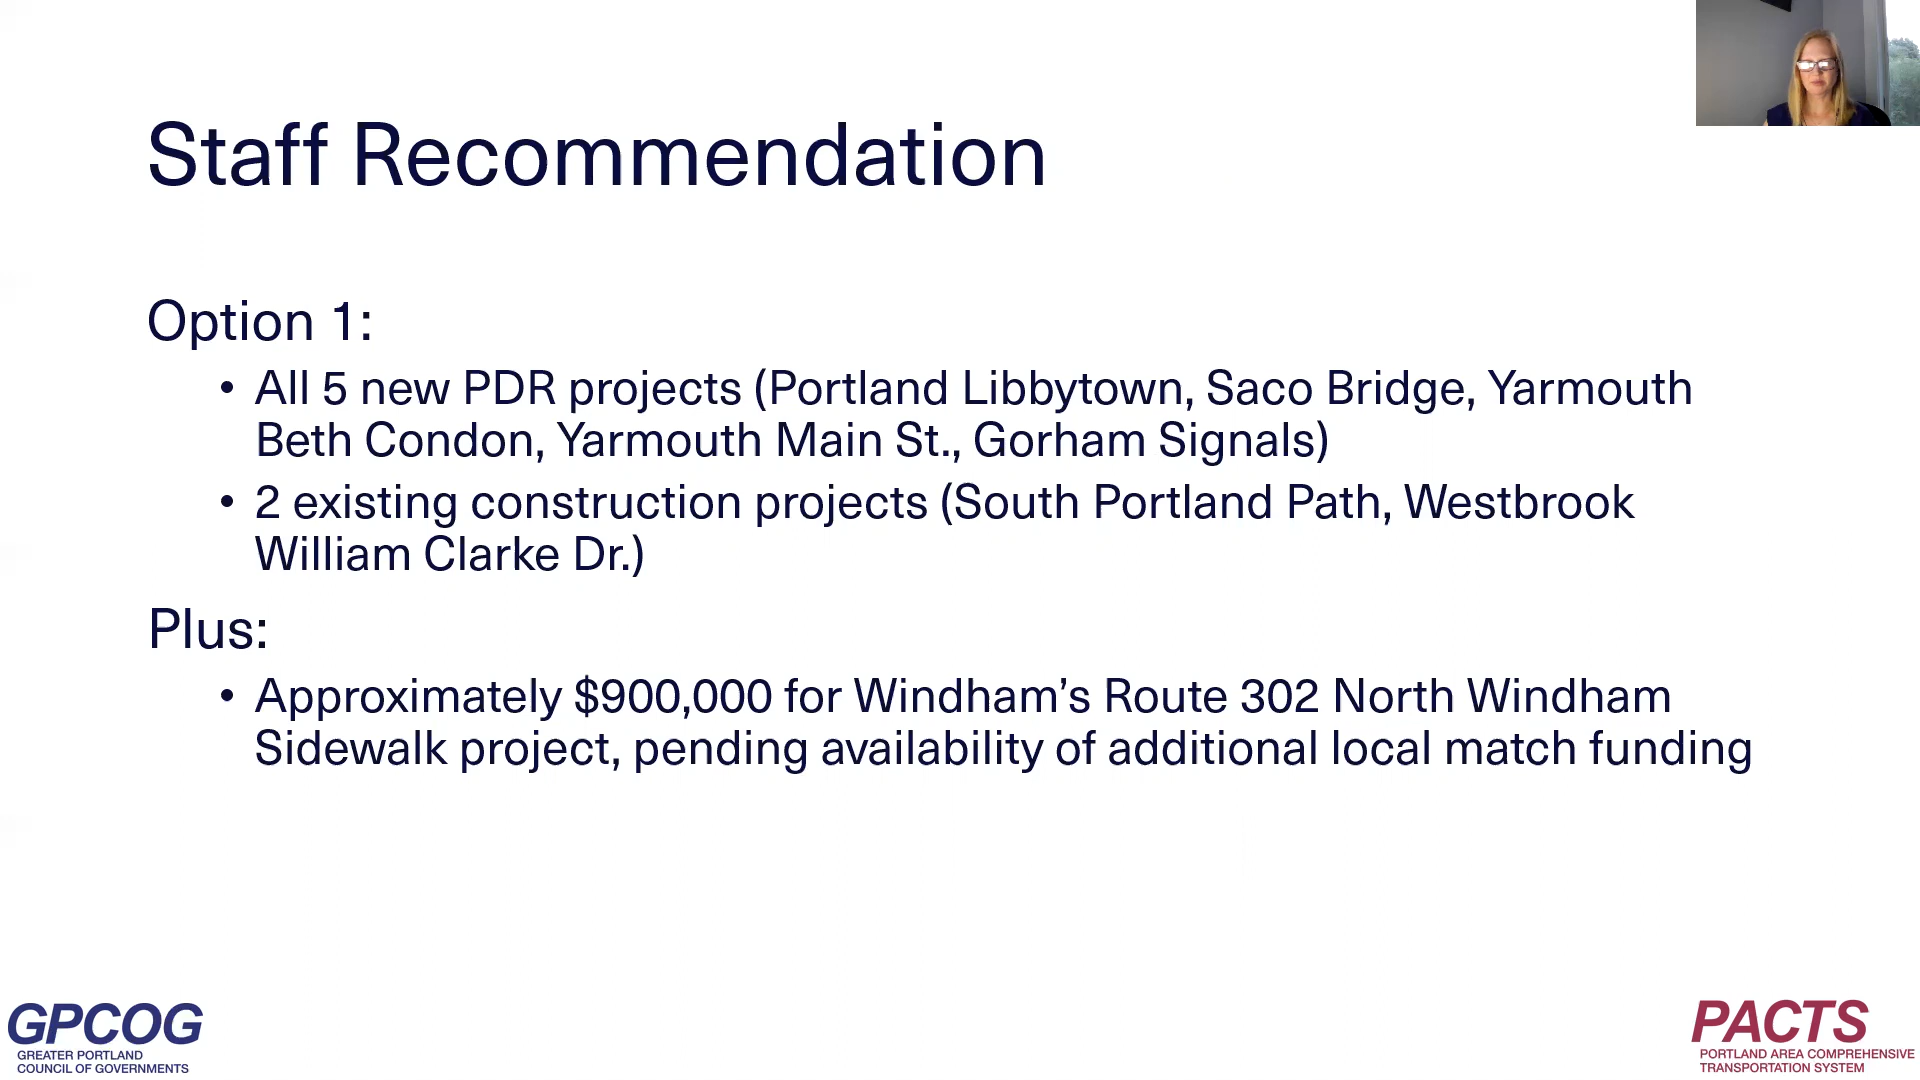 Staff Recommendation
Option 1:
• All 5 new PDR projects (Portland Libbytown, Saco Bridge, Yarmouth
Beth Condon, Yarmouth Main St., Gorham Signals)
• 2 existing construction projects (South Portland Path, Westbrook
William Clarke Dr.)
Plus:
• Approximately $900,000 for Windham’s Route 302 North Windham
Sidewalk project, pending availability of additional local match funding
GPCOG
GREATER PORTLAND
COUNCIL OF GOVERNMENTS
PACTS
PORTLAND AREA COMPREHENSIVE
TRANSPORTATION SYSTEM